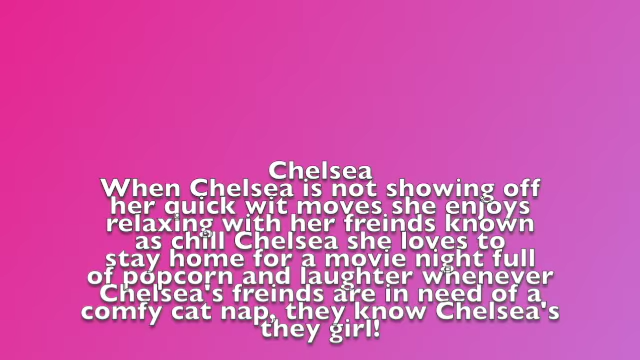 Chelsea
When Chelsea is not showing off
her quick wit moves she enjoys
relaxing with her freinds known
as chill Chelsea she loves to
stay home for a movie night full
of popcorn and laughter whenever
Chelsea's freinds are in need of a
comfy cat nap, they know Chelsea's
they girl!